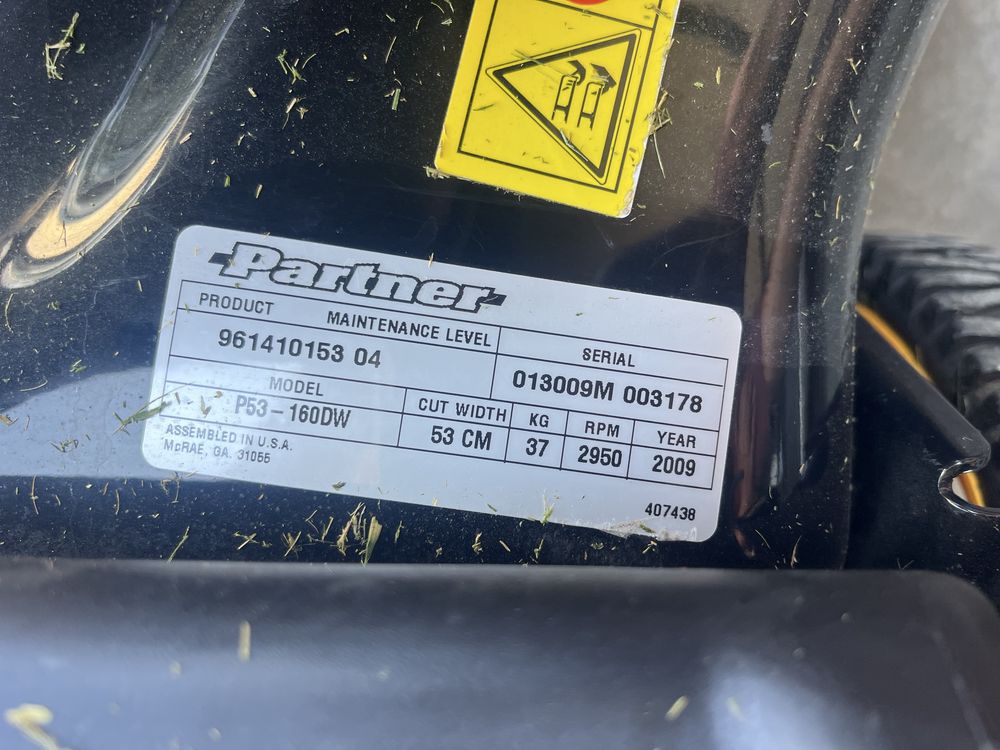 Partner
PRODUCT MAINTENANCE LEVEL SERIAL
961410153 04 013009M 003178
MODEL CUT WIDTH KG RPM YEAR
P53-160DW 53 CM 37 2950 2009
ASSEMBLED IN U.S.A.
McRAE, GA. 31055
407438